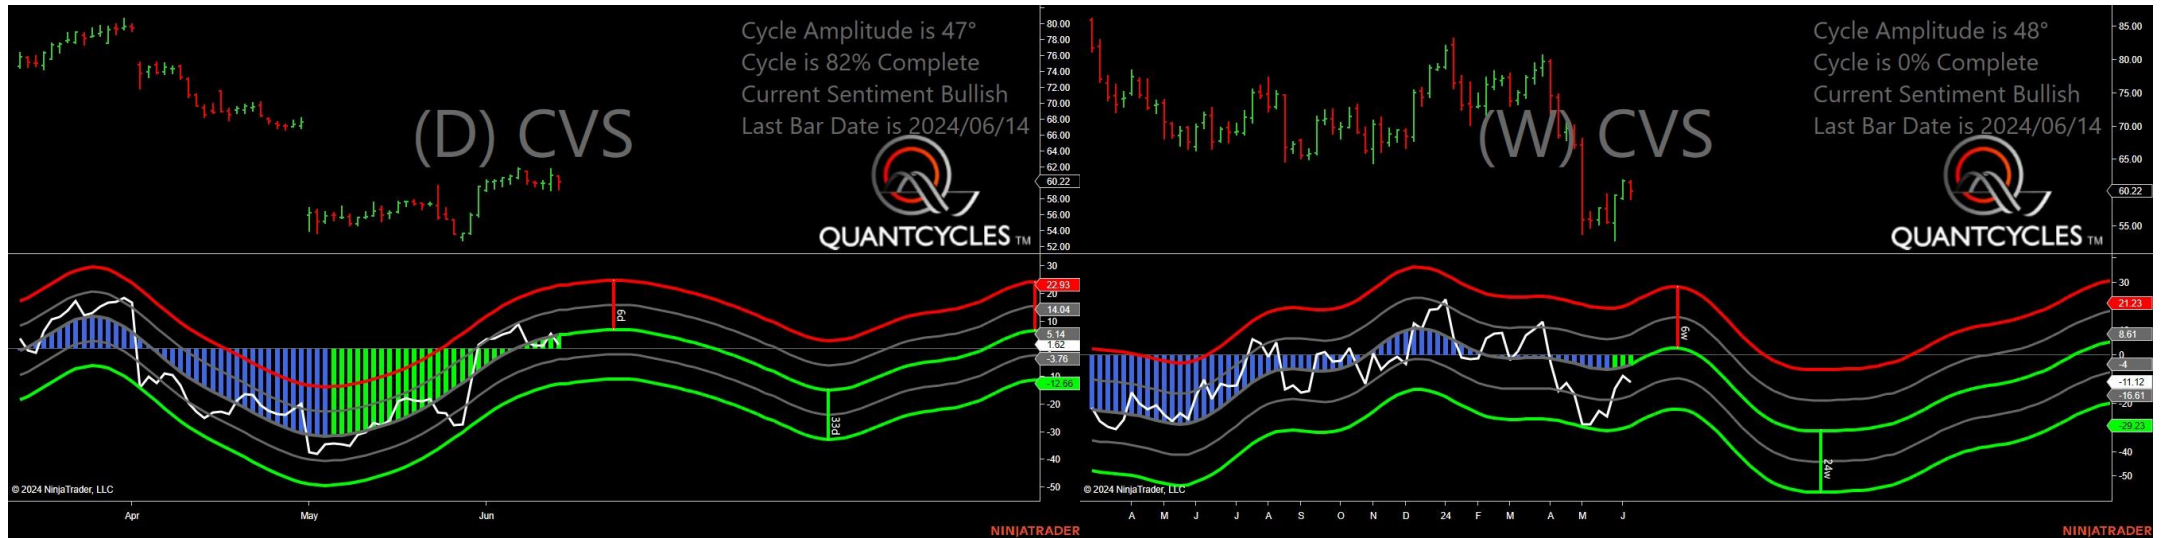 Cycle Amplitude is 47°
Cycle is 82% Complete
Current Sentiment Bullish
Last Bar Date is 2024/06/14
(D) CVS
QUANTCYCLES TM
80.00
78.00
76.00
74.00
72.00
70.00
68.00
66.00
64.00
62.00
60.22
58.00
56.00
54.00
52.00
30
22.93
20
14.04
10
5.14
1.62
-3.76
-10
-12.66
-20
-30
-40
-50
6d
33d
© 2024 NinjaTrader, LLC
Apr
May
Jun
NINJATRADER
Cycle Amplitude is 48°
Cycle is 0% Complete
Current Sentiment Bullish
Last Bar Date is 2024/06/14
(W) CVS
QUANTCYCLES TM
85.00
80.00
75.00
70.00
65.00
60.22
55.00
30
21.23
8.61
0
-4
-11.12
-16.61
-20
-29.23
-40
-50
6w
24w
© 2024 NinjaTrader, LLC
A M J J A S O N D 24 F M A M J
NINJATRADER